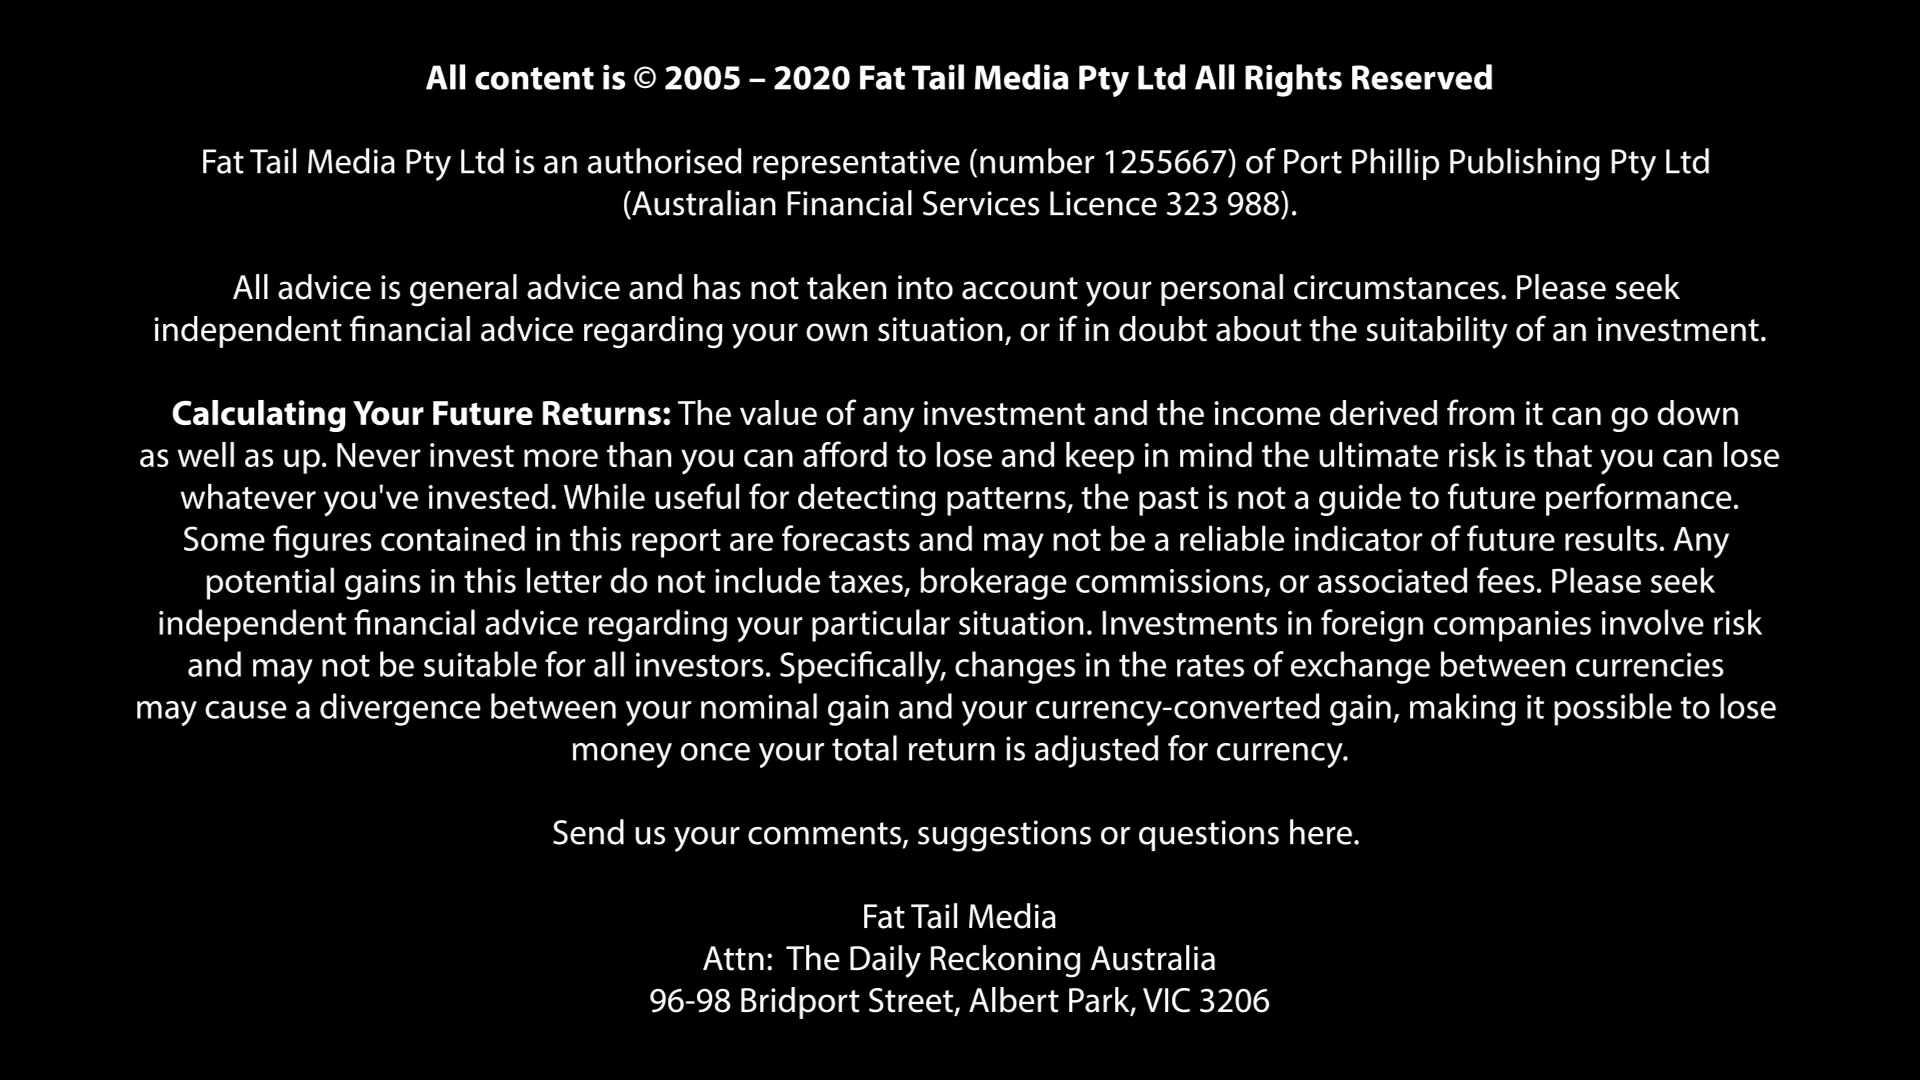 All content is © 2005 – 2020 Fat Tail Media Pty Ltd All Rights Reserved
Fat Tail Media Pty Ltd is an authorised representative (number 1255667) of Port Phillip Publishing Pty Ltd
(Australian Financial Services Licence 323 988).
All advice is general advice and has not taken into account your personal circumstances. Please seek
independent financial advice regarding your own situation, or if in doubt about the suitability of an investment.
Calculating Your Future Returns: The value of any investment and the income derived from it can go down
as well as up. Never invest more than you can afford to lose and keep in mind the ultimate risk is that you can lose
whatever you've invested. While useful for detecting patterns, the past is not a guide to future performance.
Some figures contained in this report are forecasts and may not be a reliable indicator of future results. Any
potential gains in this letter do not include taxes, brokerage commissions, or associated fees. Please seek
independent financial advice regarding your particular situation. Investments in foreign companies involve risk
and may not be suitable for all investors. Specifically, changes in the rates of exchange between currencies
may cause a divergence between your nominal gain and your currency-converted gain, making it possible to lose
money once your total return is adjusted for currency.
Send us your comments, suggestions or questions here.
Fat Tail Media
Attn:  The Daily Reckoning Australia
96-98 Bridport Street, Albert Park, VIC 3206